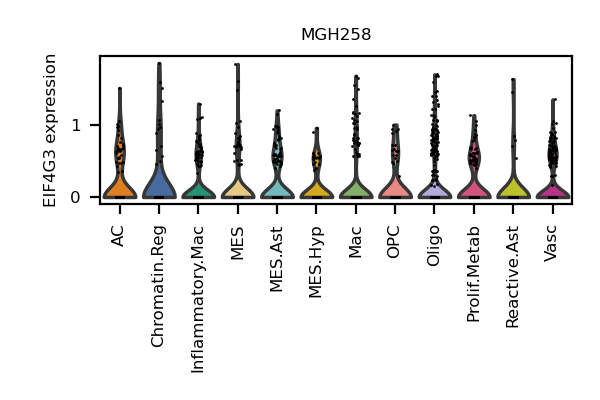 MGH258
EIF4G3 expression
1
0
AC
Chromatin.Reg
Inflammatory.Mac
MES
MES.Ast
MES.Hyp
Mac
OPC
Oligo
Prolif.Metab
Reactive.Ast
Vasc